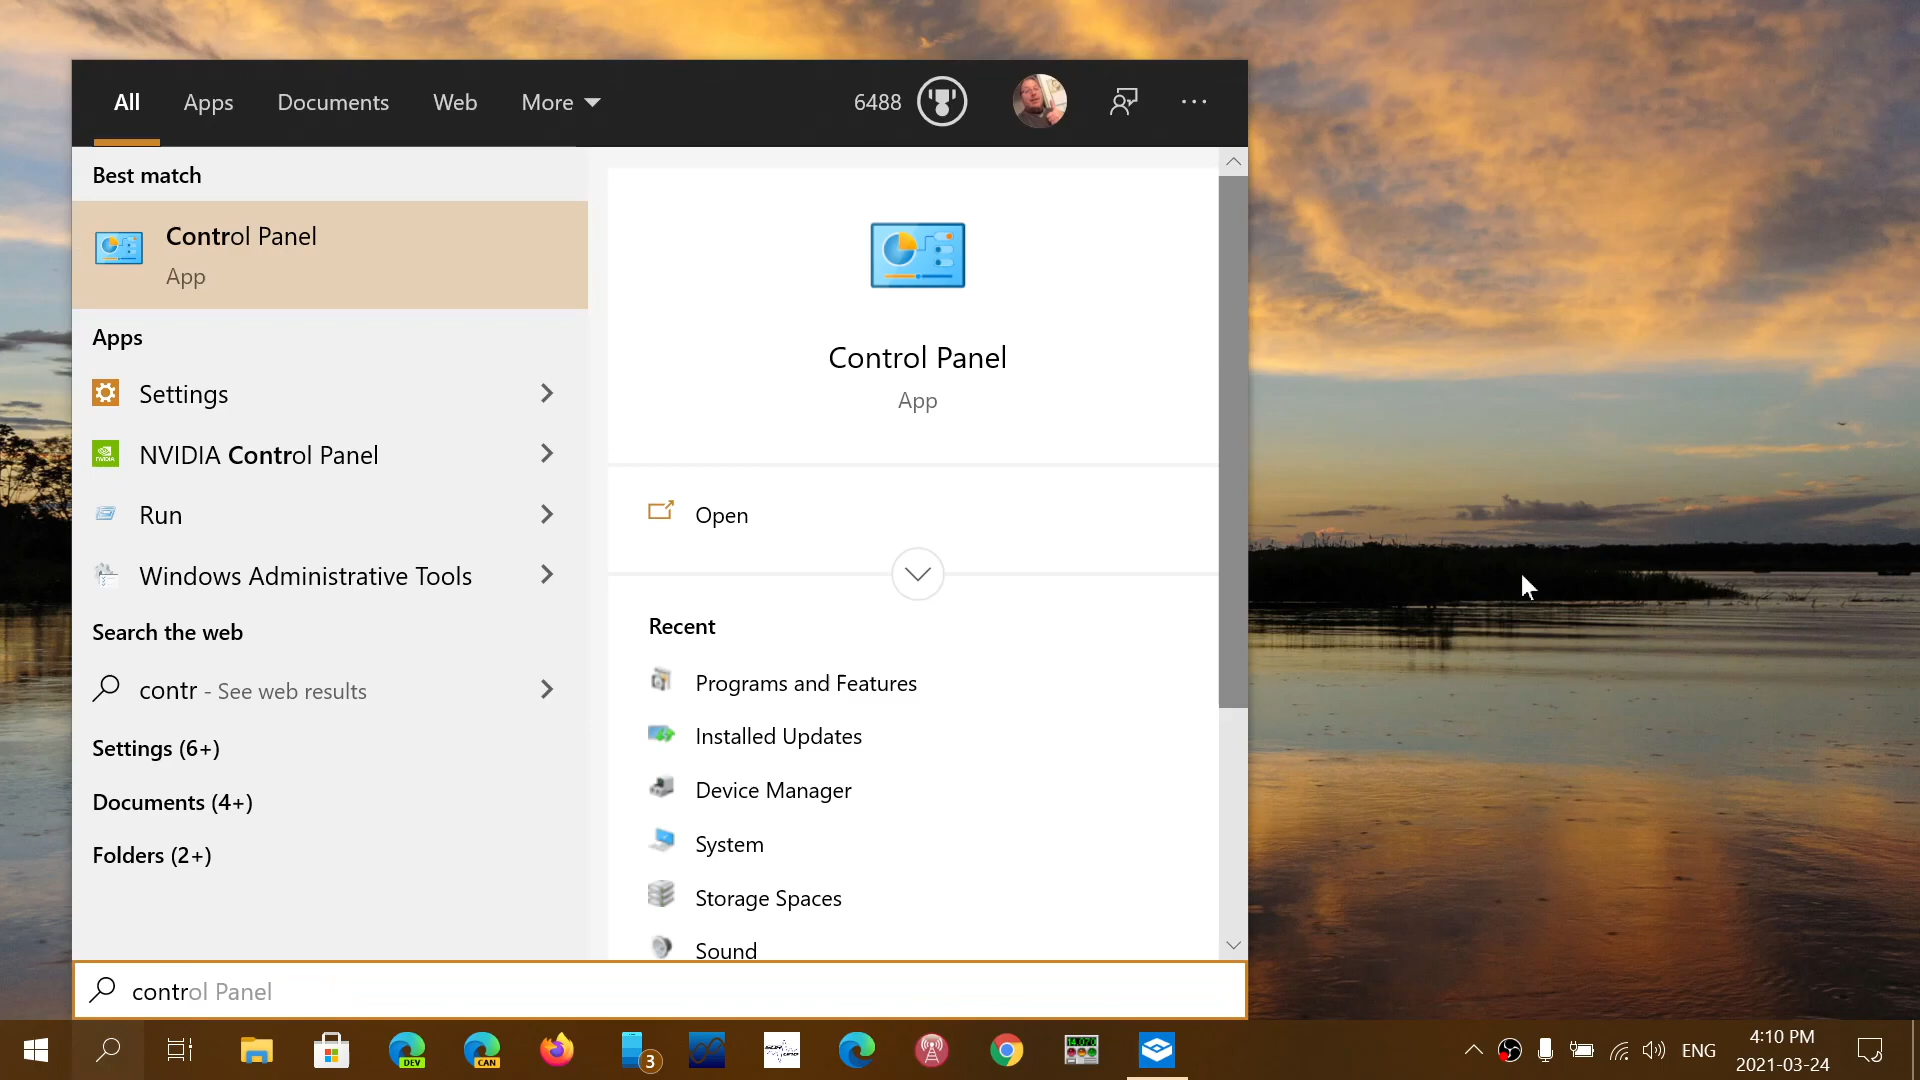 All Apps Documents Web More 6488
Best match
Control Panel
App
Apps
Settings
NVIDIA Control Panel
Run
Windows Administrative Tools
Search the web
contr - See web results
Settings (6+)
Documents (4+)
Folders (2+)
Control Panel
App
Open
Recent
Programs and Features
Installed Updates
Device Manager
System
Storage Spaces
Sound
control Panel
DEV
CAN
3
ENG
4:10 PM
2021-03-24